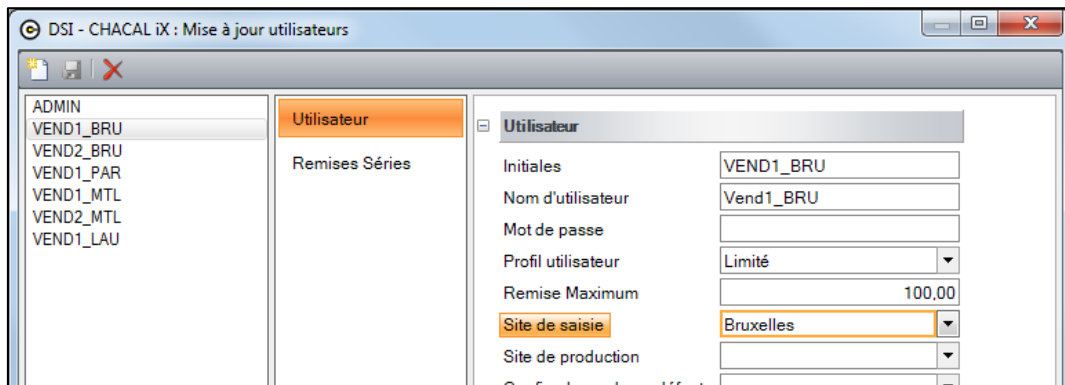 DSI - CHACAL iX : Mise à jour utilisateurs
ADMIN
VEND1_BRU
VEND2_BRU
VEND1_PAR
VEND1_MTL
VEND2_MTL
VEND1_LAU
Utilisateur
Remises Séries
Utilisateur
Initiales VEND1_BRU
Nom d'utilisateur Vend1_BRU
Mot de passe
Profil utilisateur Limité
Remise Maximum 100,00
Site de saisie Bruxelles
Site de production